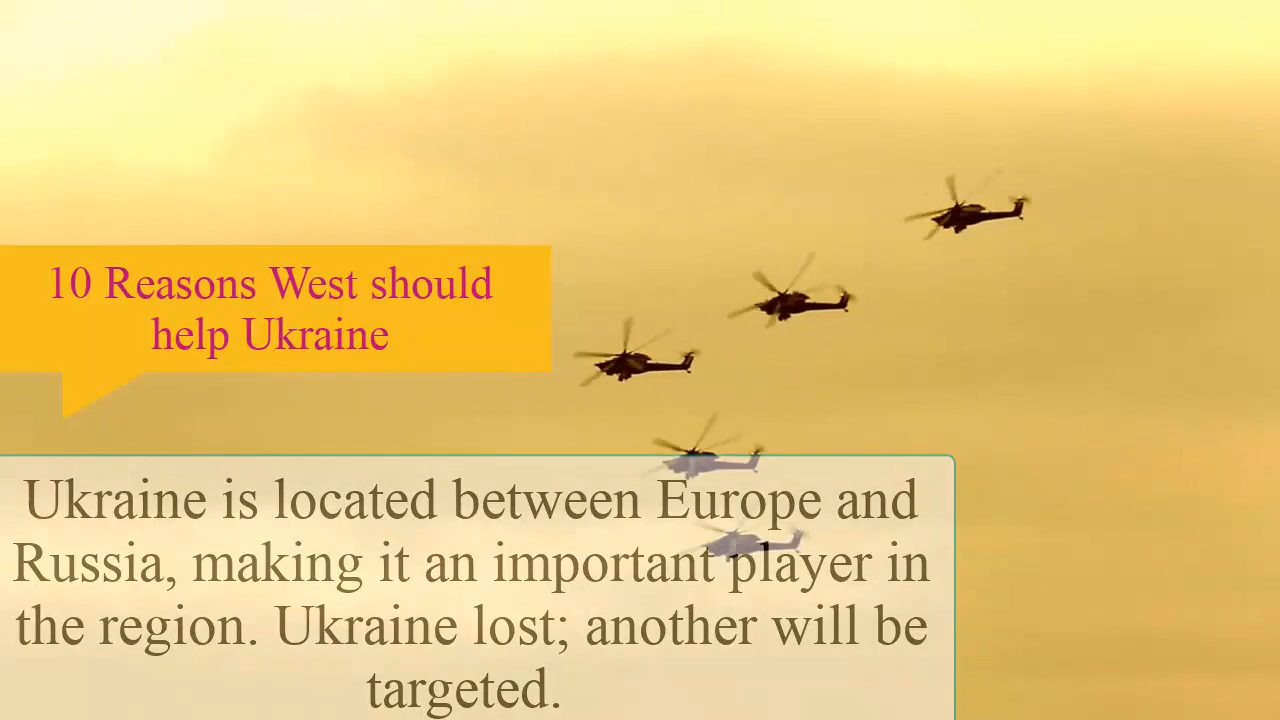 10 Reasons West should
help Ukraine
Ukraine is located between Europe and
Russia, making it an important player in
the region. Ukraine lost; another will be
targeted.